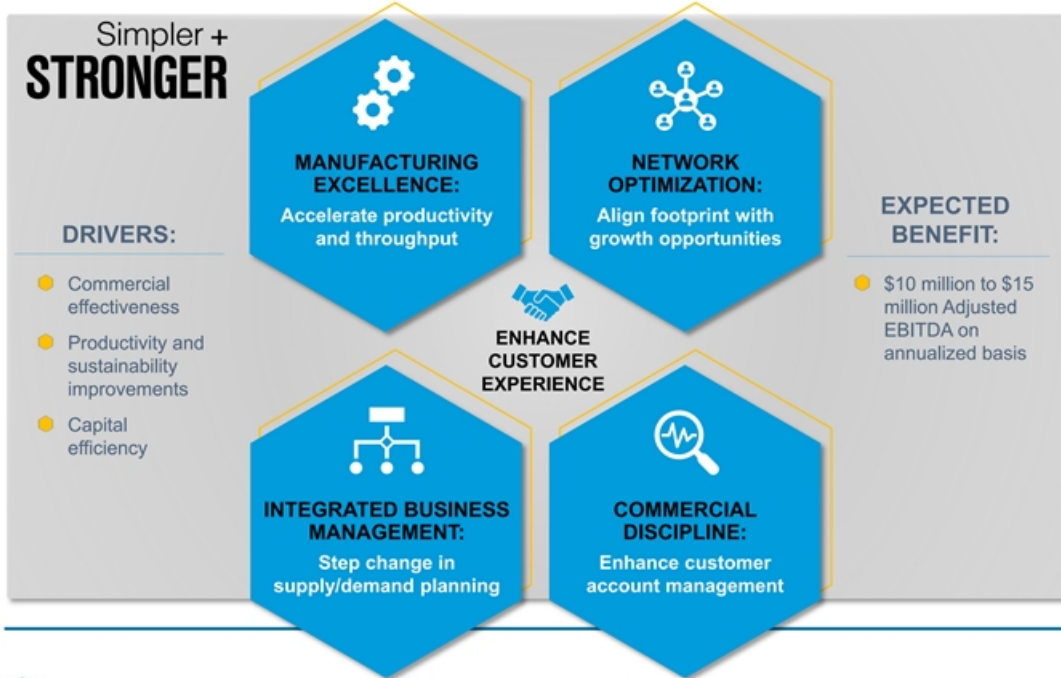 Simpler +
STRONGER
DRIVERS:
Commercial
effectiveness
Productivity and
sustainability
improvements
Capital
efficiency
MANUFACTURING
EXCELLENCE:
Accelerate productivity
and throughput
NETWORK
OPTIMIZATION:
Align footprint with
growth opportunities
ENHANCE
CUSTOMER
EXPERIENCE
INTEGRATED BUSINESS
MANAGEMENT:
Step change in
supply/demand planning
COMMERCIAL
DISCIPLINE:
Enhance customer
account management
EXPECTED
BENEFIT:
$10 million to $15
million Adjusted
EBITDA on
annualized basis